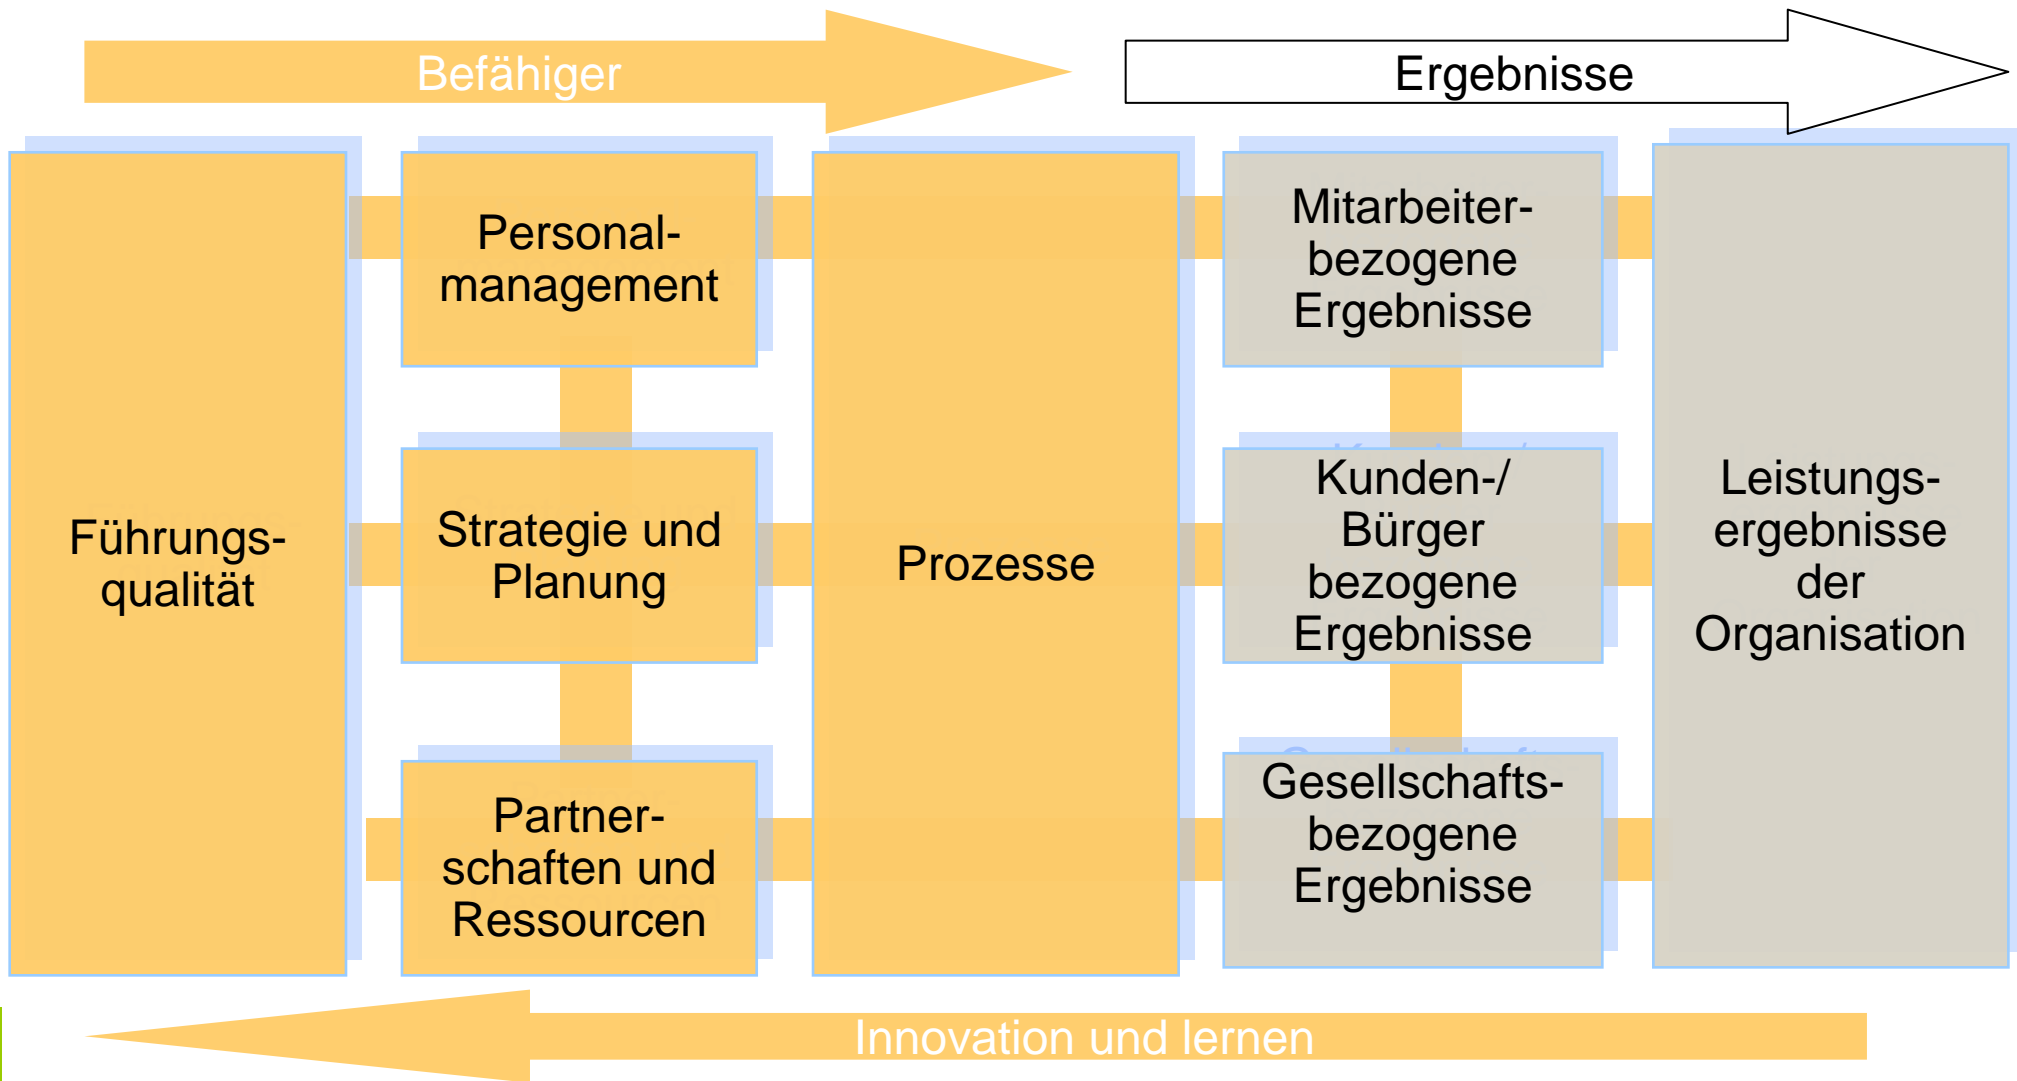 Befähiger
Ergebnisse
Führungs-
qualität
Personal-
management
Strategie und
Planung
Partner-
schaften und
Ressourcen
Prozesse
Mitarbeiter-
bezogene
Ergebnisse
Kunden-/
Bürger
bezogene
Ergebnisse
Gesellschafts-
bezogene
Ergebnisse
Leistungs-
ergebnisse
der
Organisation
Innovation und lernen